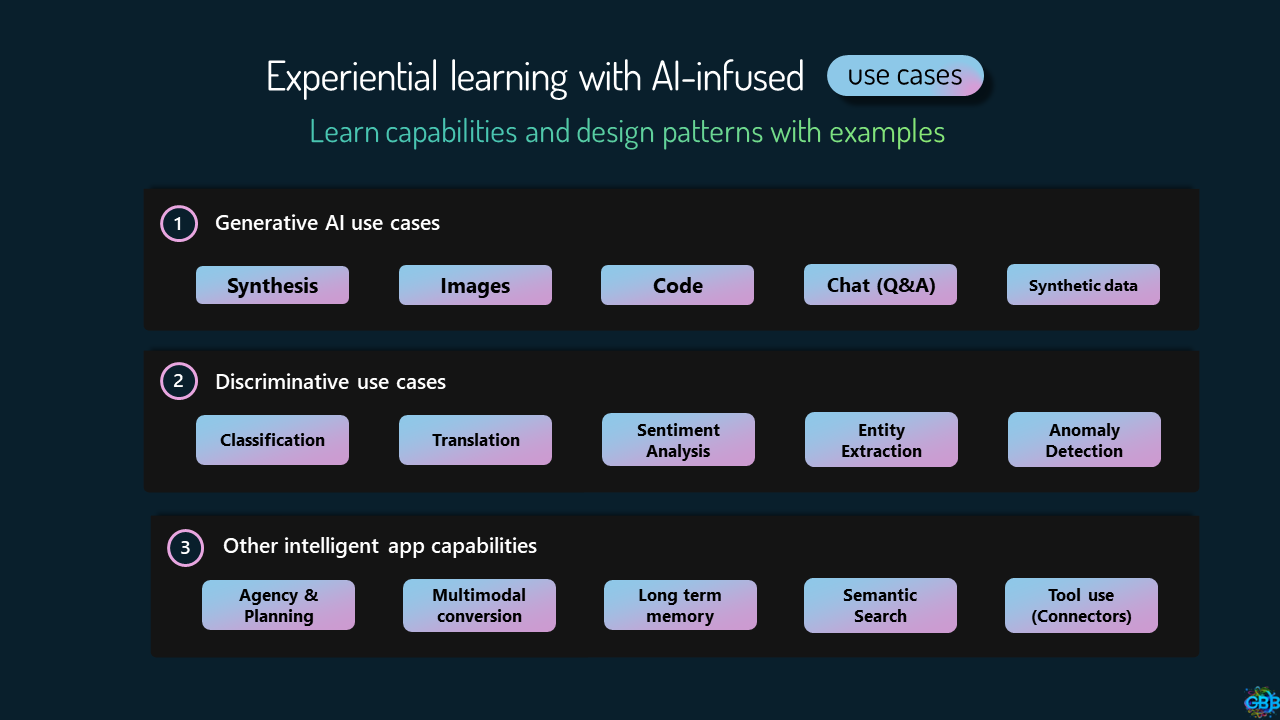 Experiential learning with AI-infused use cases
Learn capabilities and design patterns with examples
1 Generative AI use cases
Synthesis Images Code Chat (Q&A) Synthetic data
2 Discriminative use cases
Classification Translation Sentiment Analysis Entity Extraction Anomaly Detection
3 Other intelligent app capabilities
Agency & Planning Multimodal conversion Long term memory Semantic Search Tool use (Connectors)
GBB